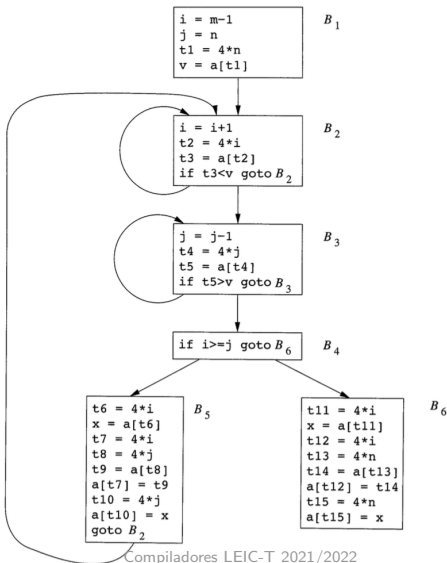 i = m-1
j = n
t1 = 4*n
v = a[t1]
B1
i = i+1
t2 = 4*i
t3 = a[t2]
if t3<v goto B2
B2
j = j-1
t4 = 4*j
t5 = a[t4]
if t5>v goto B3
B3
if i>=j goto B6
B4
t6 = 4*i
x = a[t6]
t7 = 4*i
t8 = 4*j
t9 = a[t8]
a[t7] = t9
t10 = 4*j
a[t10] = x
goto B2
B5
t11 = 4*i
x = a[t11]
t12 = 4*i
t13 = 4*n
t14 = a[t13]
a[t12] = t14
t15 = 4*n
a[t15] = x
B6
Compiladores LEIC-T 2021/2022